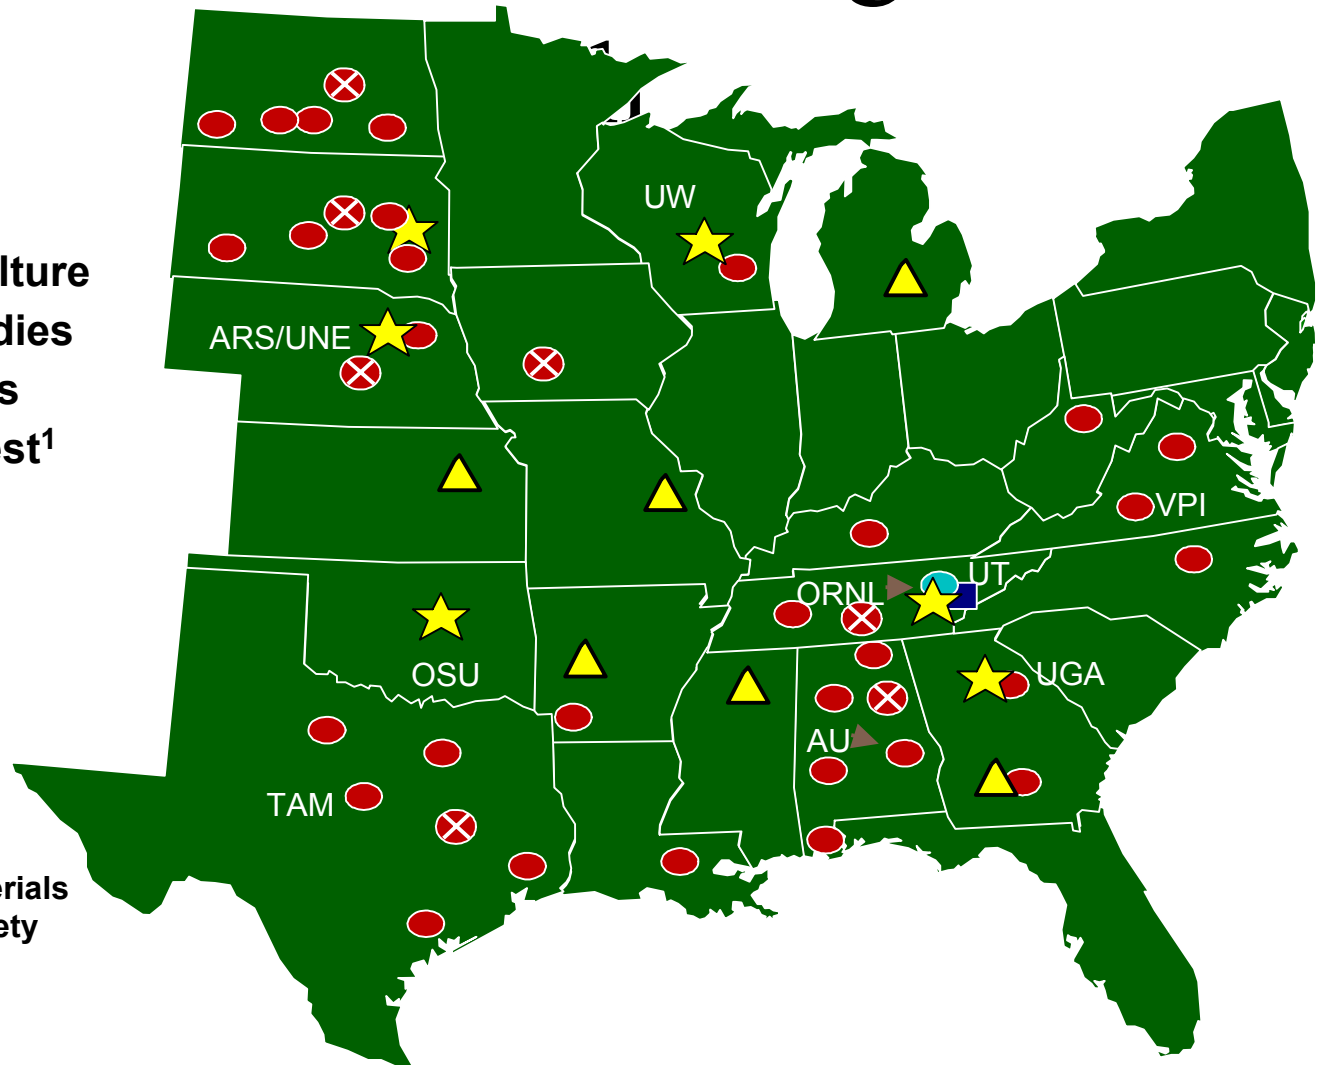 UW
lture
dies
ARS/UNE
s
est¹
VPI
UT
ORNL
OSU
UGA
AU
TAM
erials
ety